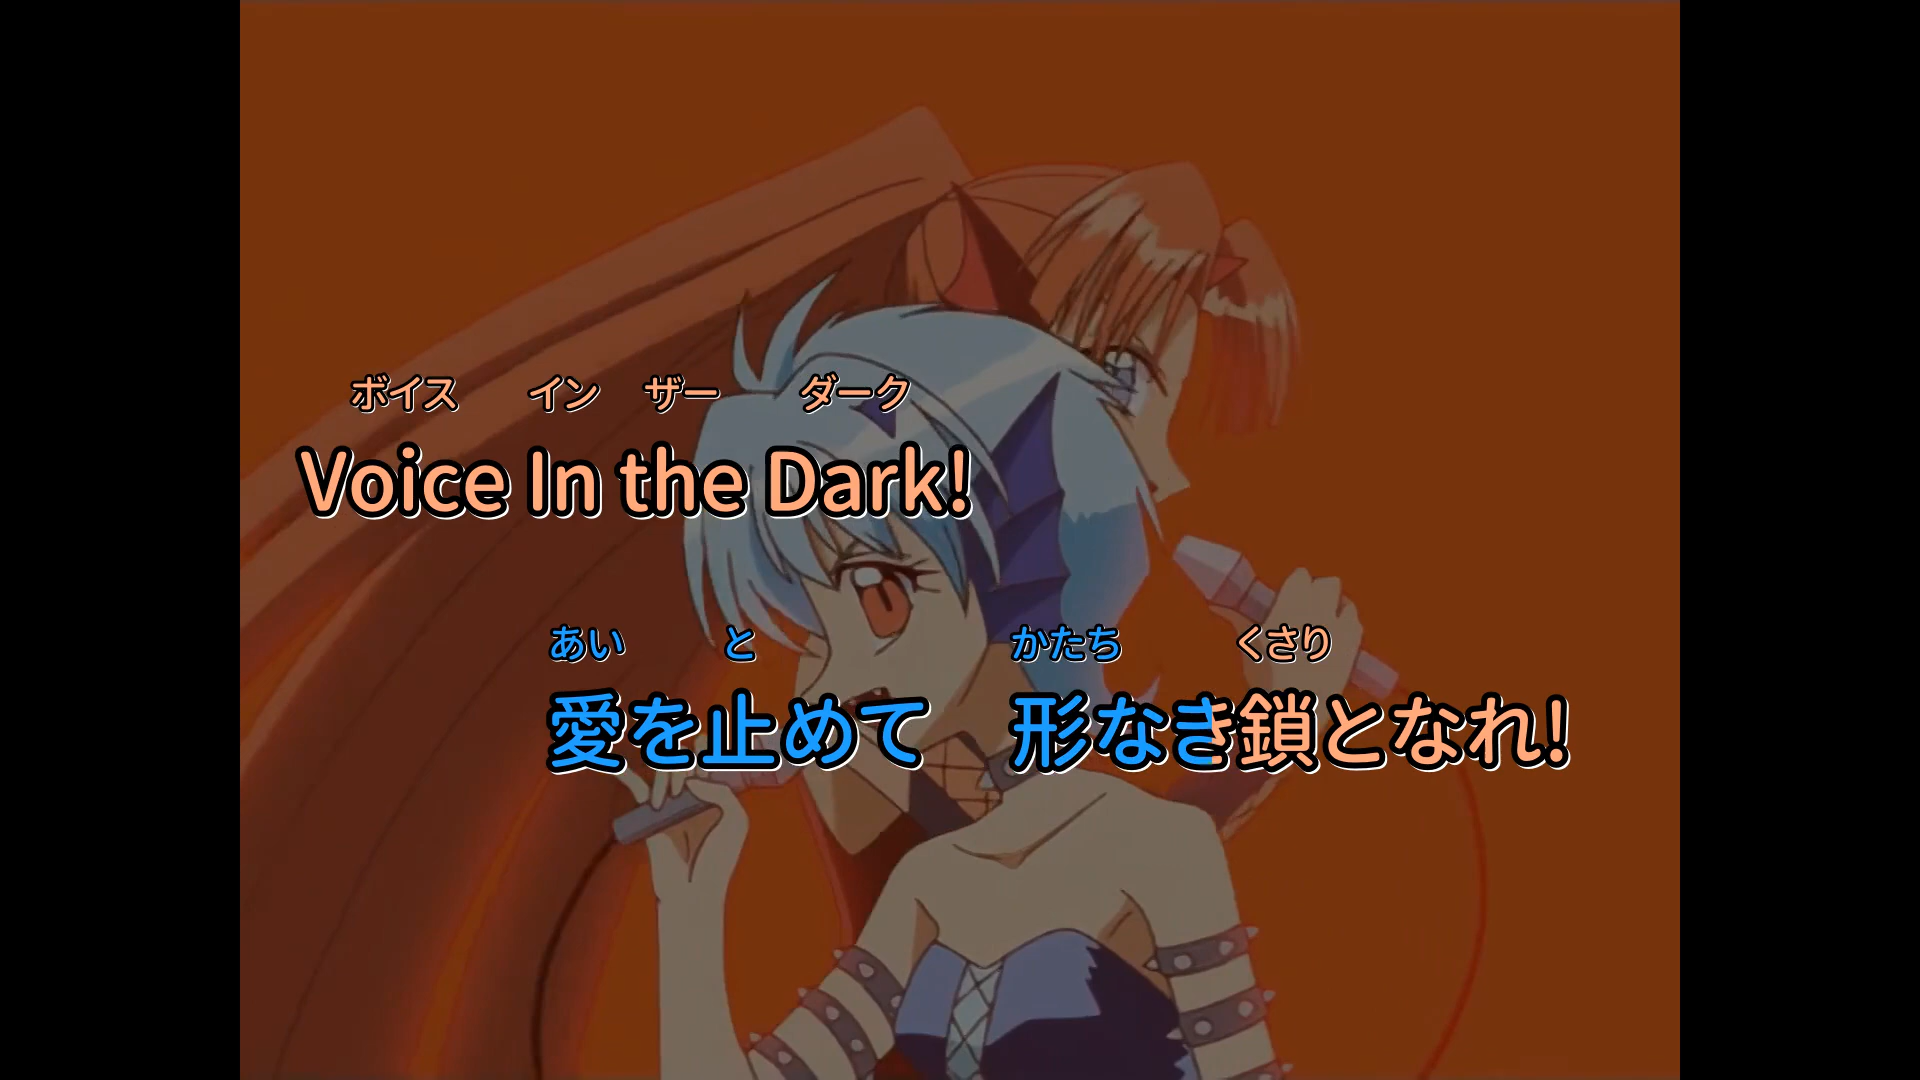 ボイス イン ザー ダーク
Voice In the Dark!
あい と かたち くさり
愛を止めて 形なき鎖となれ!